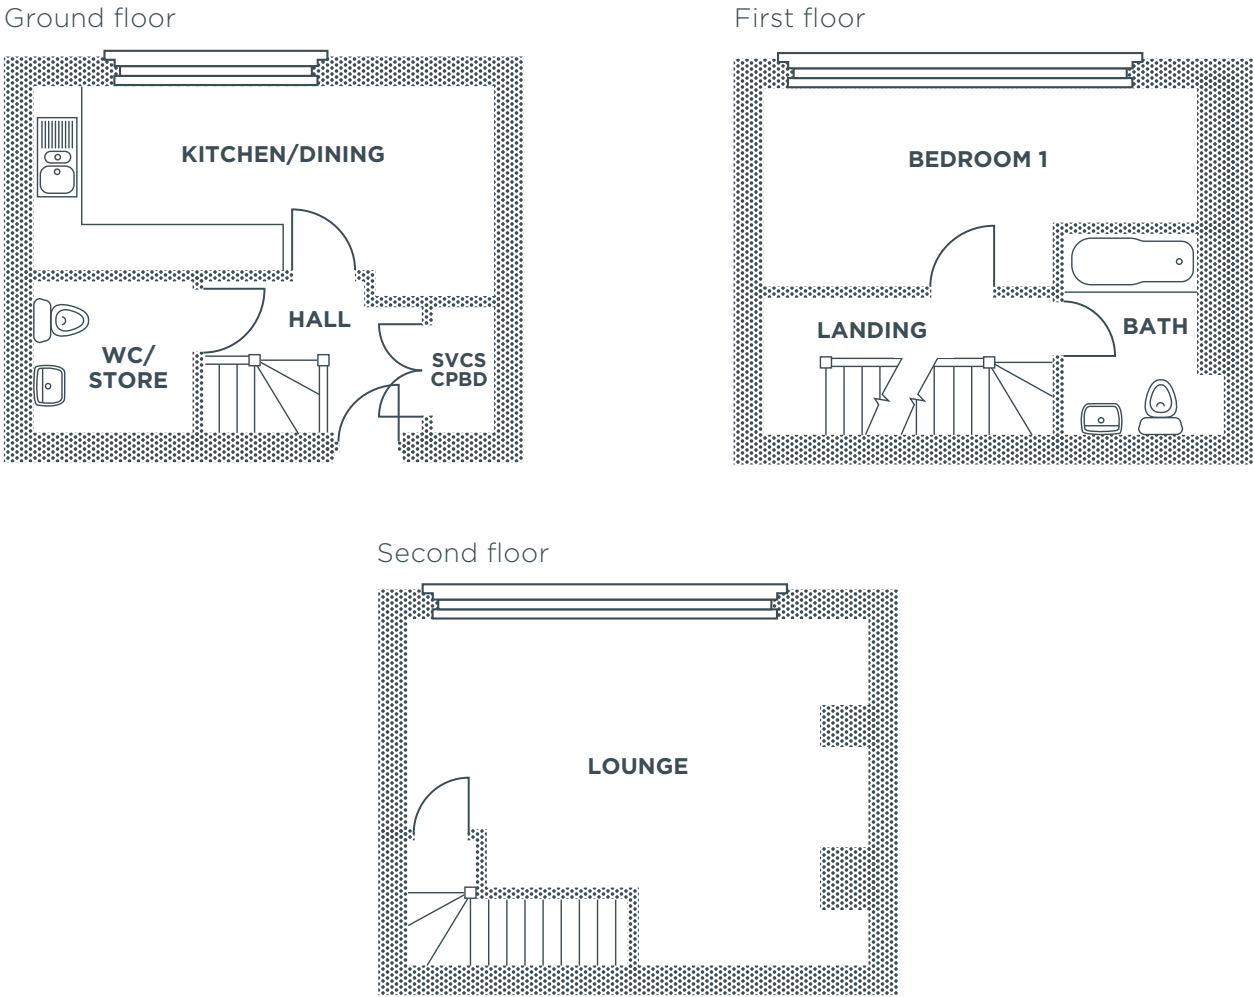 Ground floor
KITCHEN/DINING
HALL
WC/
STORE
SVCS
CPBD
First floor
BEDROOM 1
LANDING
BATH
Second floor
LOUNGE